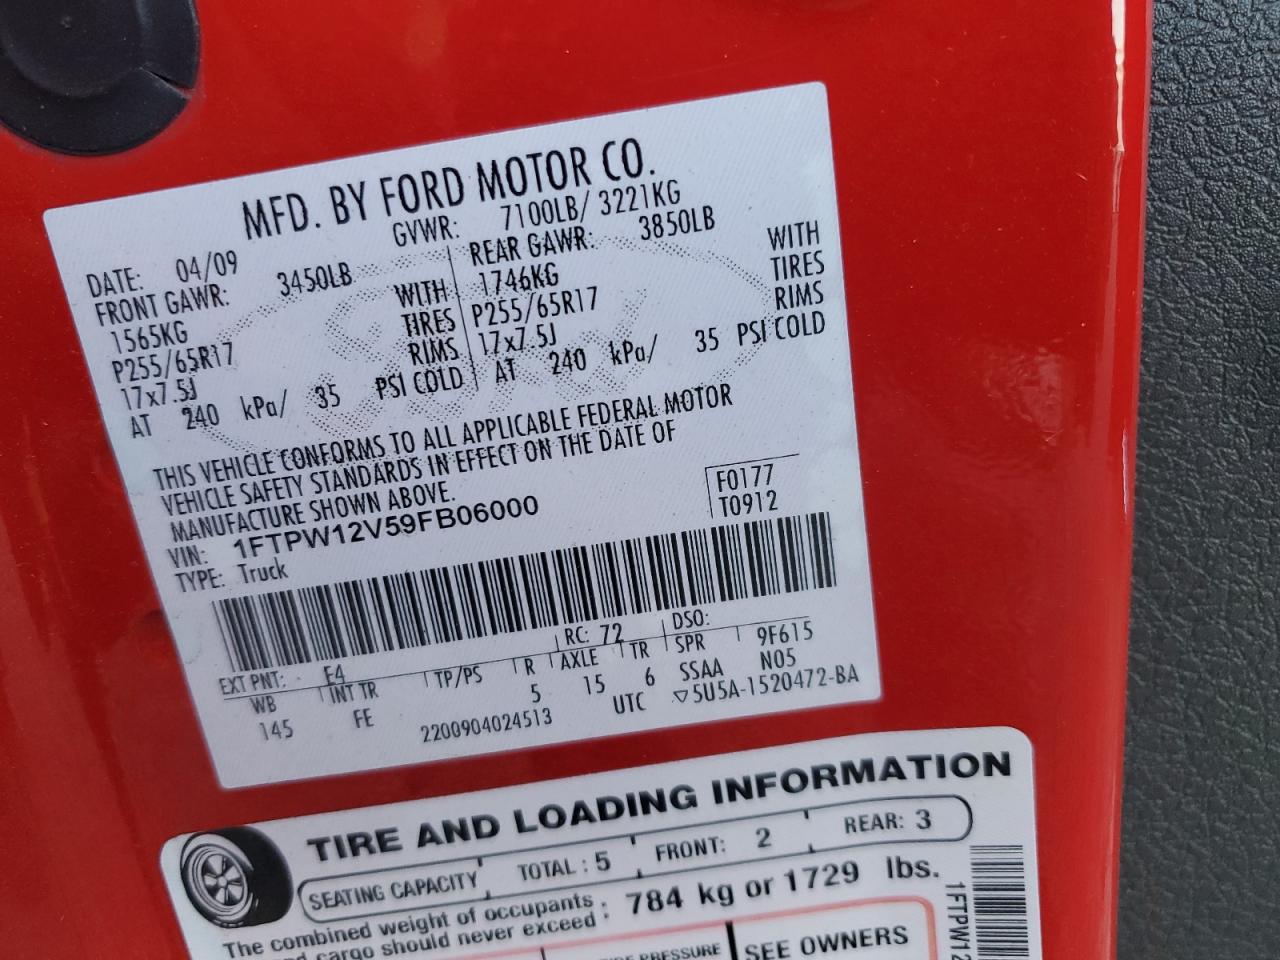 MFD. BY FORD MOTOR CO.
DATE: 04/09 GVWR: 7100LB/ 3221KG
FRONT GAWR: 3450LB REAR GAWR: 3850LB
1565KG WITH 1746KG WITH
P255/65R17 TIRES P255/65R17 TIRES
17x7.5J RIMS 17x7.5J RIMS
AT 240 kPa/ 35 PSI COLD AT 240 kPa/ 35 PSI COLD
THIS VEHICLE CONFORMS TO ALL APPLICABLE FEDERAL MOTOR
VEHICLE SAFETY STANDARDS IN EFFECT ON THE DATE OF
MANUFACTURE SHOWN ABOVE.
VIN: 1FTPW12V59FB06000
F0177
T0912
TYPE: Truck
EXT PNT: E4 RC: 72 DSO:
WB INT TR TP/PS R AXLE TR SPR 9F615
145 FE 5 15 6 SSAA N05
2200904024513 UTC ▽5U5A-1520472-BA
TIRE AND LOADING INFORMATION
SEATING CAPACITY TOTAL : 5 FRONT: 2 REAR: 3
The combined weight of occupants : 784 kg or 1729 lbs.
cargo should never exceed :
PRESSURE SEE OWNERS
1FTPW12